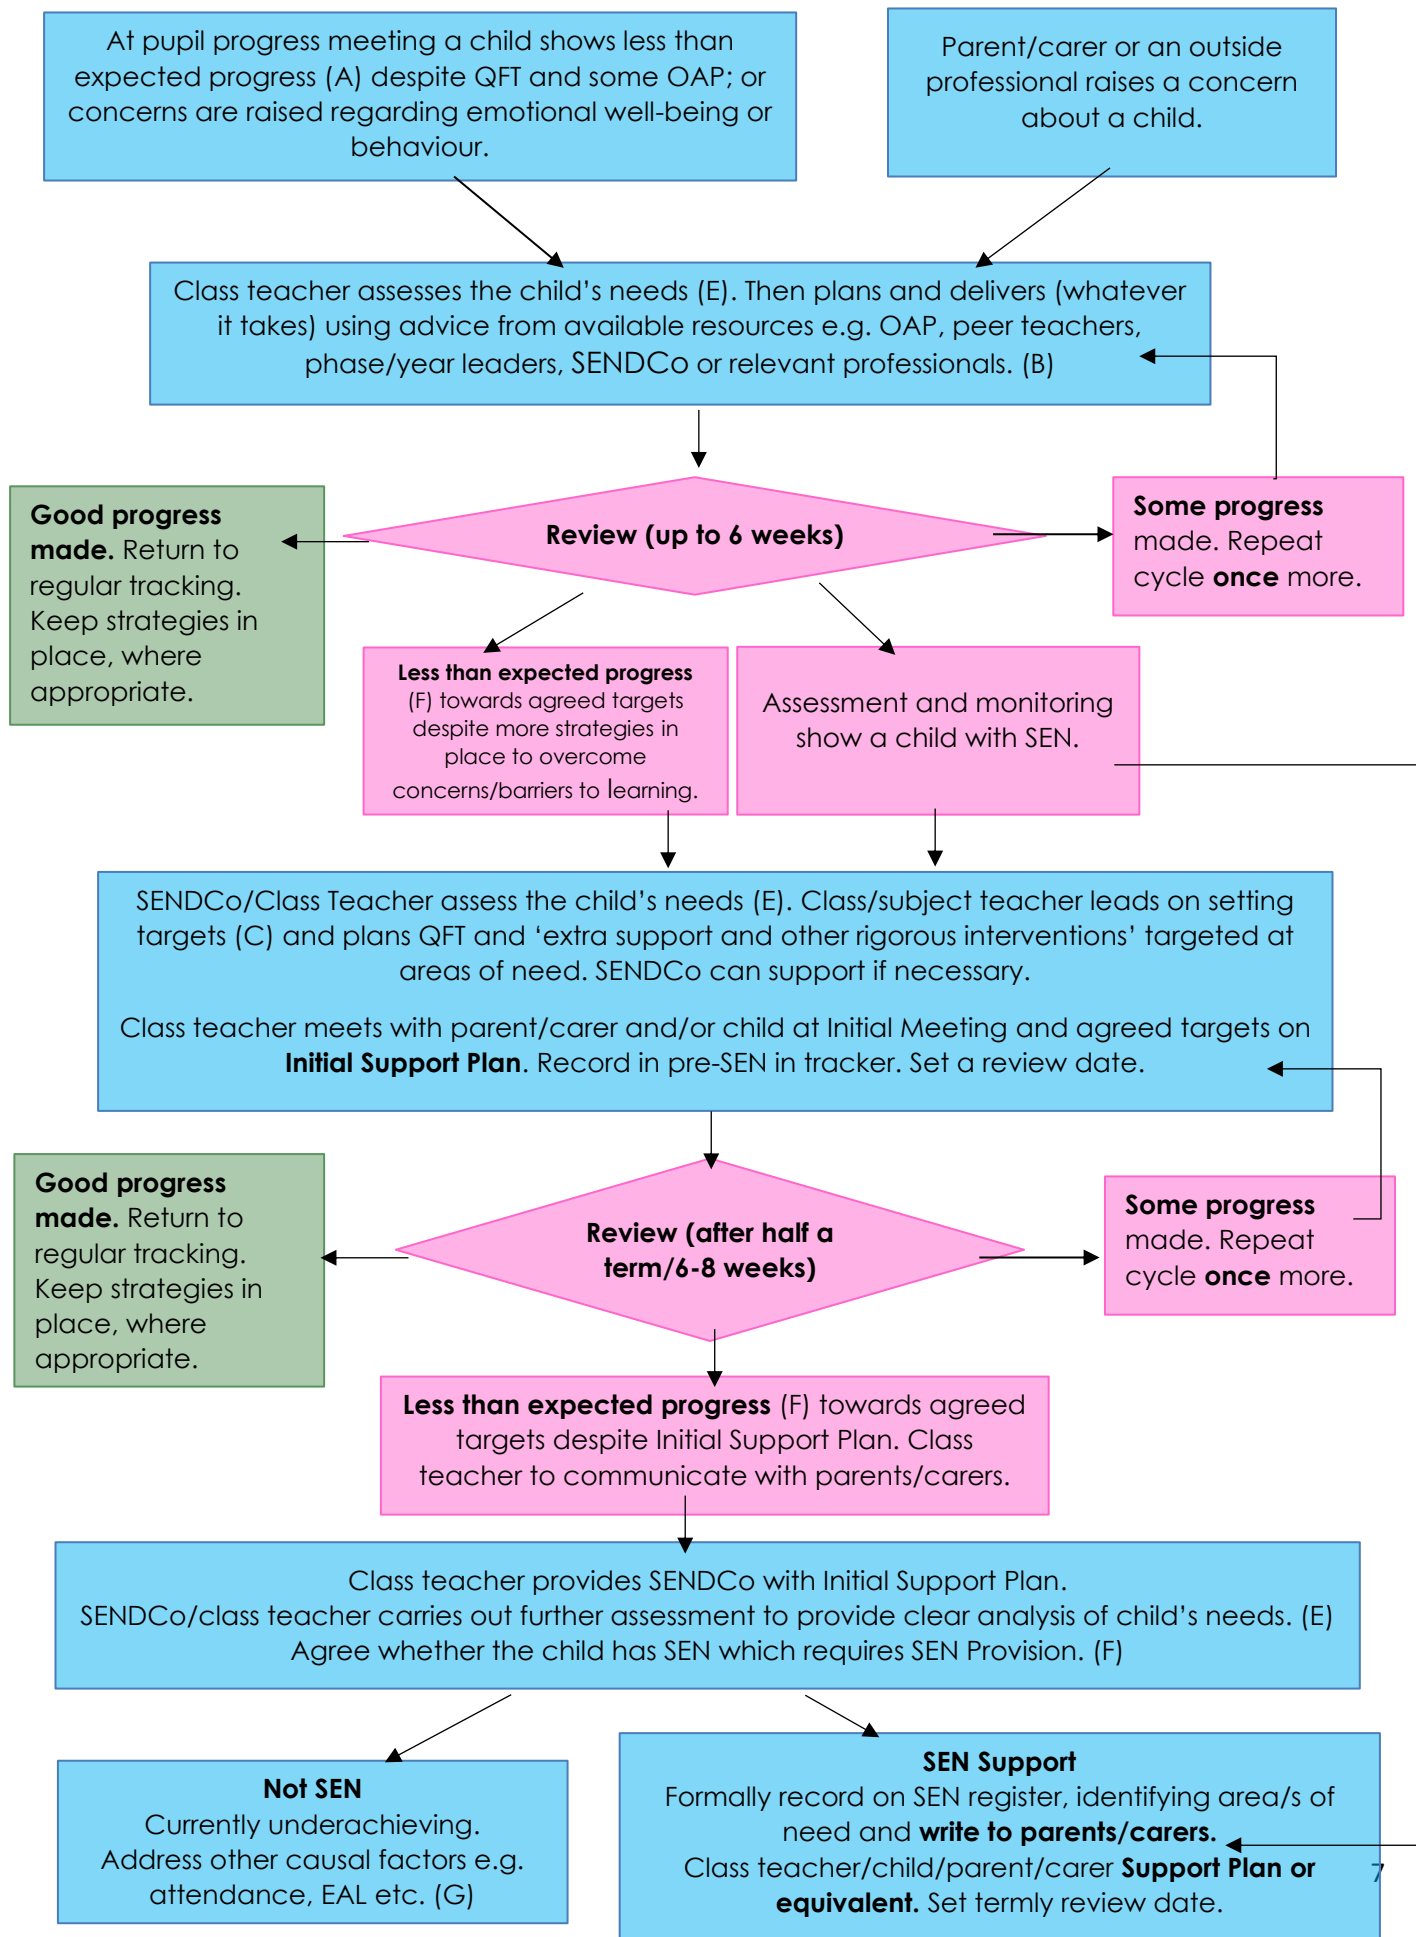 At pupil progress meeting a child shows less than
expected progress (A) despite QFT and some OAP; or
concerns are raised regarding emotional well-being or
behaviour.
Parent/carer or an outside
professional raises a concern
about a child.
Class teacher assesses the child's needs (E). Then plans and delivers (whatever
it takes) using advice from available resources e.g. OAP, peer teachers,
phase/year leaders, SENDCo or relevant professionals. (B)
Good progress
made. Return to
regular tracking.
Keep strategies in
place, where
appropriate.
Review (up to 6 weeks)
Some progress
made. Repeat
cycle once more.
Less than expected progress
(F) towards agreed targets
despite more strategies in
place to overcome
concerns/barriers to learning.
Assessment and monitoring
show a child with SEN.
SENDCo/Class Teacher assess the child's needs (E). Class/subject teacher leads on setting
targets (C) and plans QFT and 'extra support and other rigorous interventions' targeted at
areas of need. SENDCo can support if necessary.
Class teacher meets with parent/carer and/or child at Initial Meeting and agreed targets on
Initial Support Plan. Record in pre-SEN in tracker. Set a review date.
Good progress
made. Return to
regular tracking.
Keep strategies in
place, where
appropriate.
Review (after half a
term/6-8 weeks)
Some progress
made. Repeat
cycle once more.
Less than expected progress (F) towards agreed
targets despite Initial Support Plan. Class
teacher to communicate with parents/carers.
Class teacher provides SENDCo with Initial Support Plan.
SENDCo/class teacher carries out further assessment to provide clear analysis of child's needs. (E)
Agree whether the child has SEN which requires SEN Provision. (F)
Not SEN
Currently underachieving.
Address other causal factors e.g.
attendance, EAL etc. (G)
SEN Support
Formally record on SEN register, identifying area/s of
need and write to parents/carers.
Class teacher/child/parent/carer Support Plan or
equivalent. Set termly review date.
7